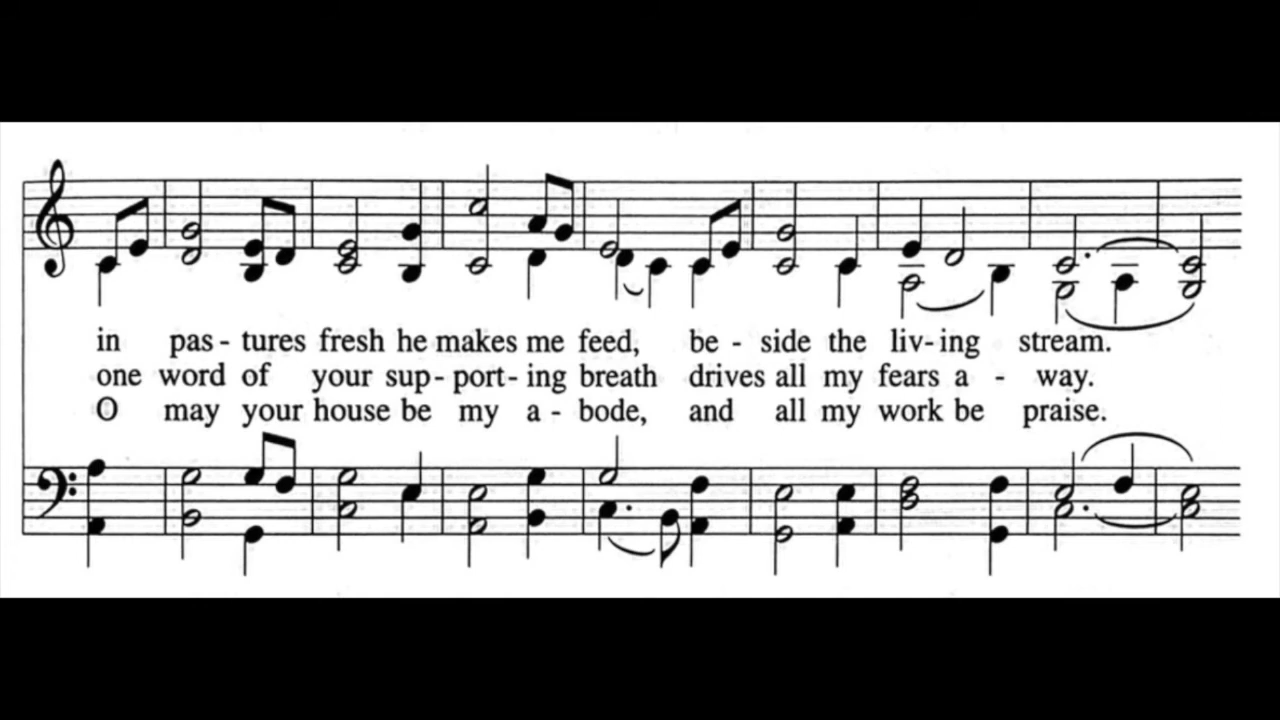 in pas - tures fresh he makes me feed, be - side the liv - ing stream.
one word of your sup - port - ing breath drives all my fears a - way.
O may your house be my a - bode, and all my work be praise.